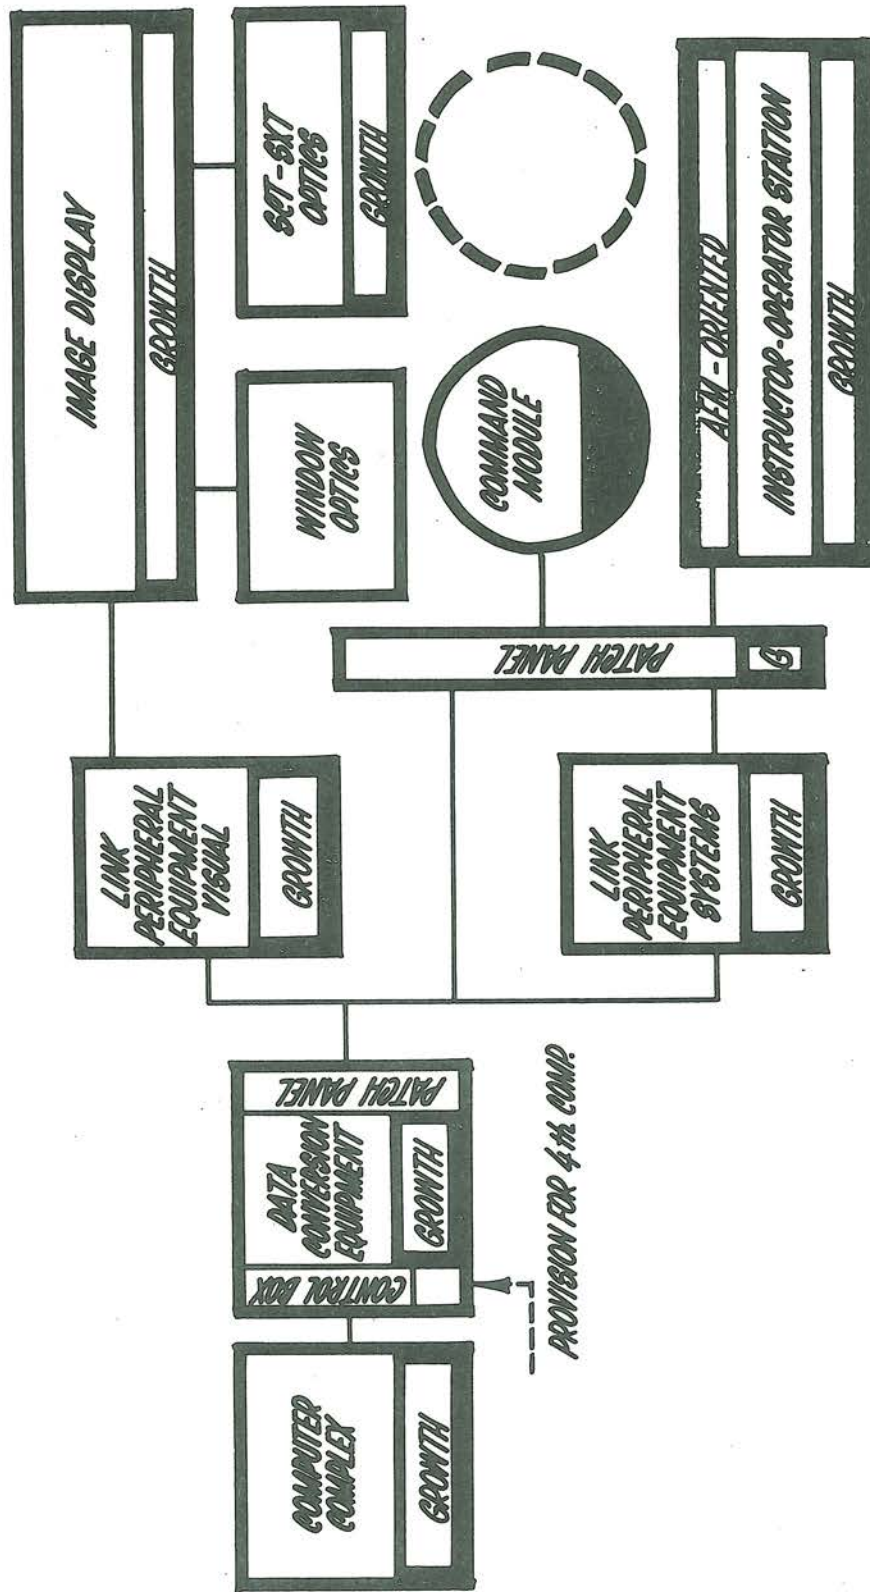 IMAGE DISPLAY
GROWTH
SCT-SXT
OPTICS
GROWTH
WINDOW
OPTICS
COMMAND
MODULE
AFM-ORIENTED
INSTRUCTOR-OPERATOR STATION
GROWTH
PATCH PANEL
G
LINK
PERIPHERAL
EQUIPMENT
VISUAL
GROWTH
LINK
PERIPHERAL
EQUIPMENT
SYSTEMS
GROWTH
PATCH PANEL
DATA
CONVERSION
EQUIPMENT
GROWTH
CONTROL BOX
PROVISION FOR 4th COMP.
COMPUTER
COMPLEX
GROWTH